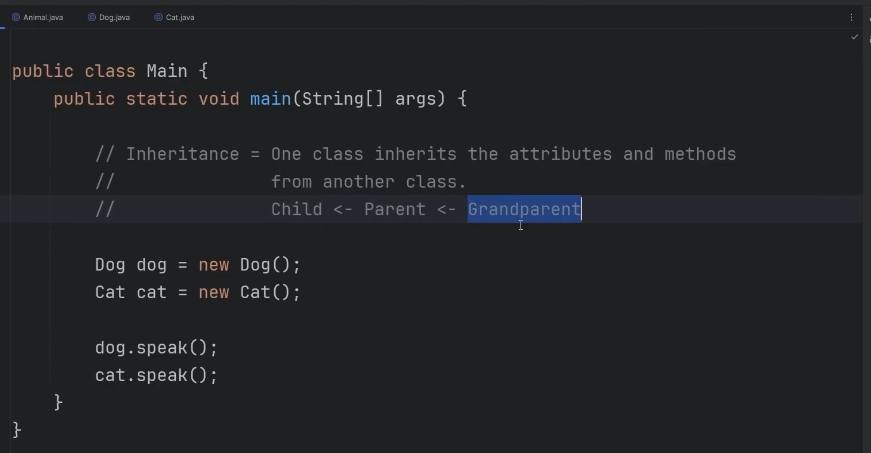 Animal.java Dog.java Cat.java
public class Main {
    public static void main(String[] args) {
        // Inheritance = One class inherits the attributes and methods
        //               from another class.
        //               Child <- Parent <- Grandparent
        Dog dog = new Dog();
        Cat cat = new Cat();
        dog.speak();
        cat.speak();
    }
}